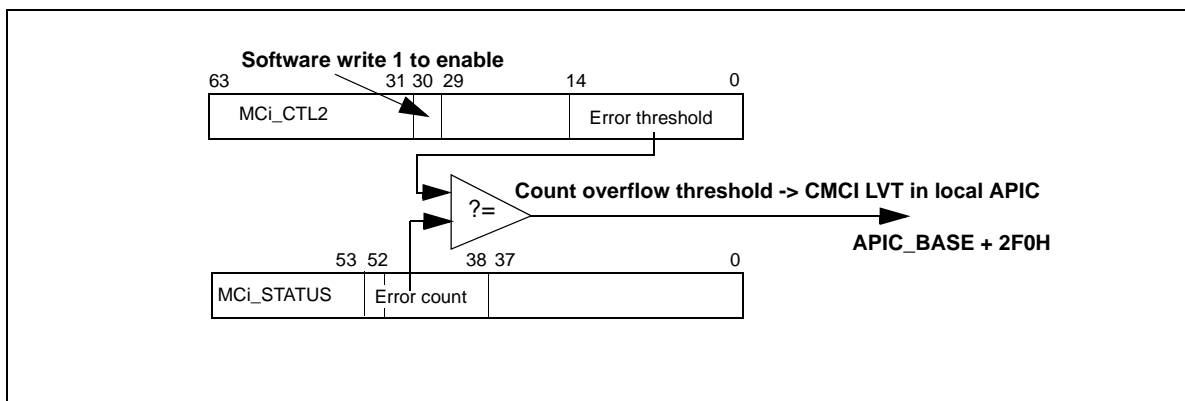 Software write 1 to enable
63 31 30 29 14 0
MCi_CTL2 Error threshold
Count overflow threshold -> CMCI LVT in local APIC
?=
APIC_BASE + 2F0H
53 52 38 37 0
MCi_STATUS Error count